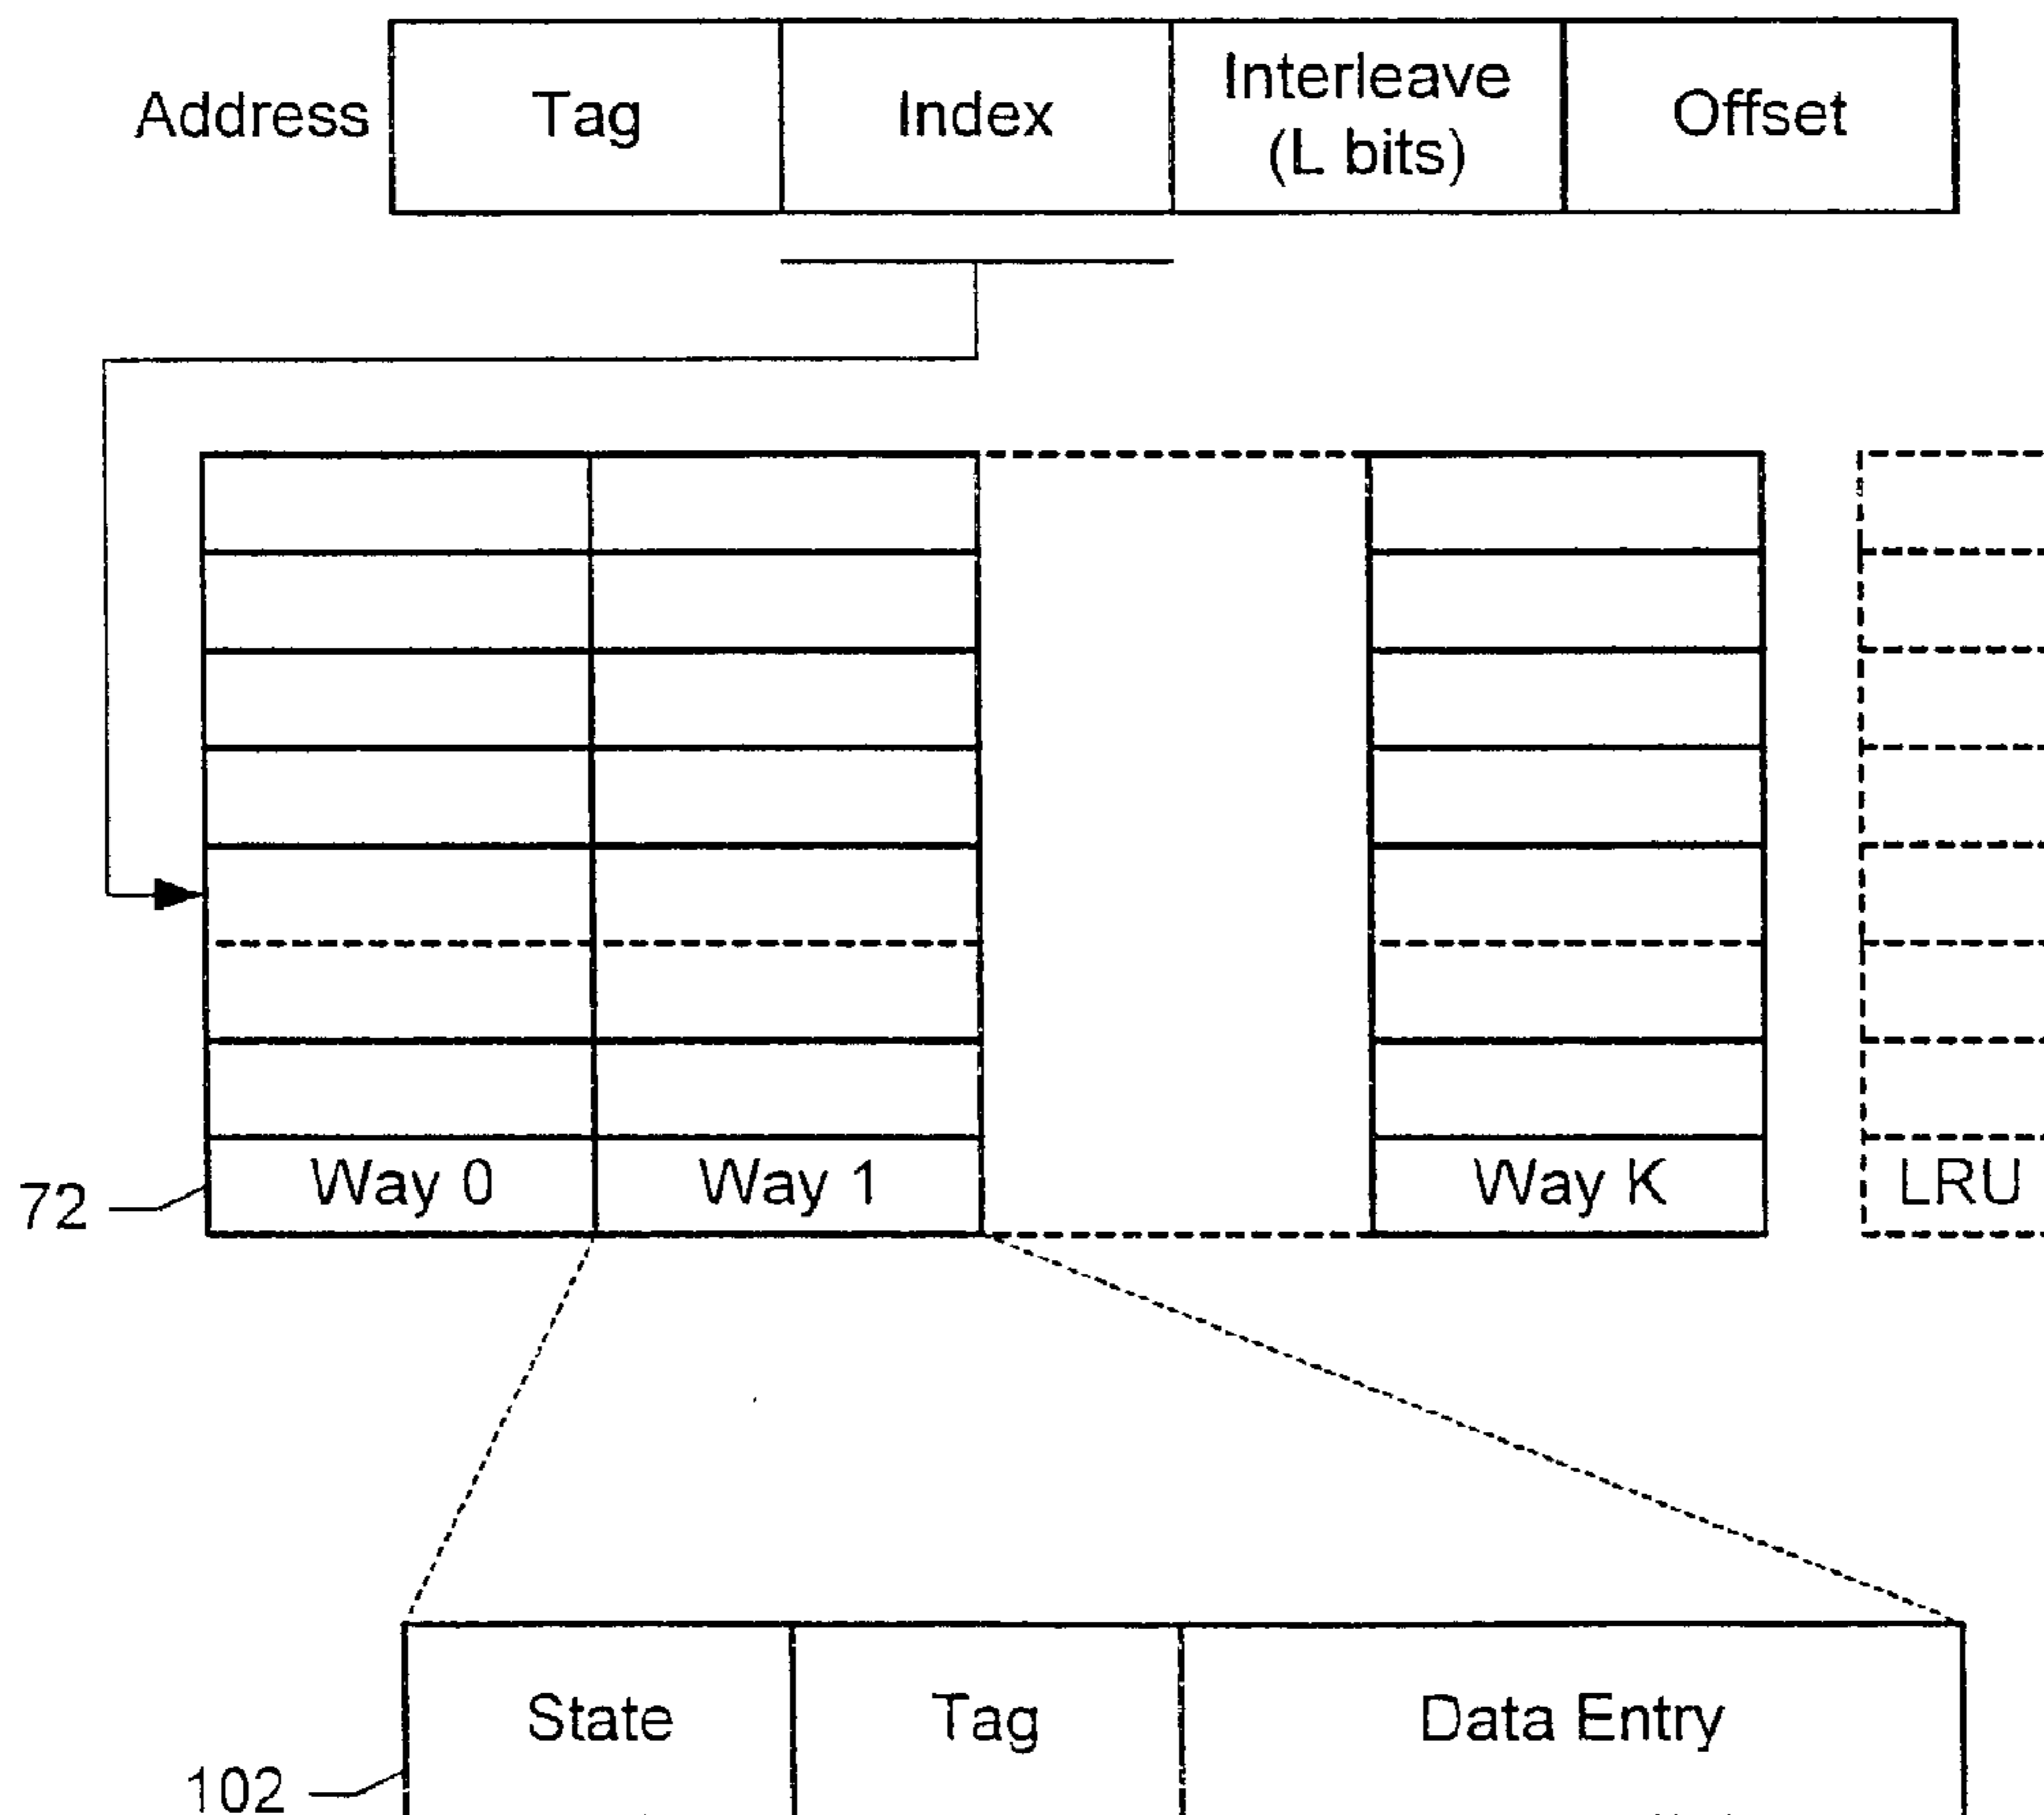 Address
Tag
Index
Interleave
(L bits)
Offset
72
Way 0
Way 1
Way K
LRU
State
Tag
Data Entry
102